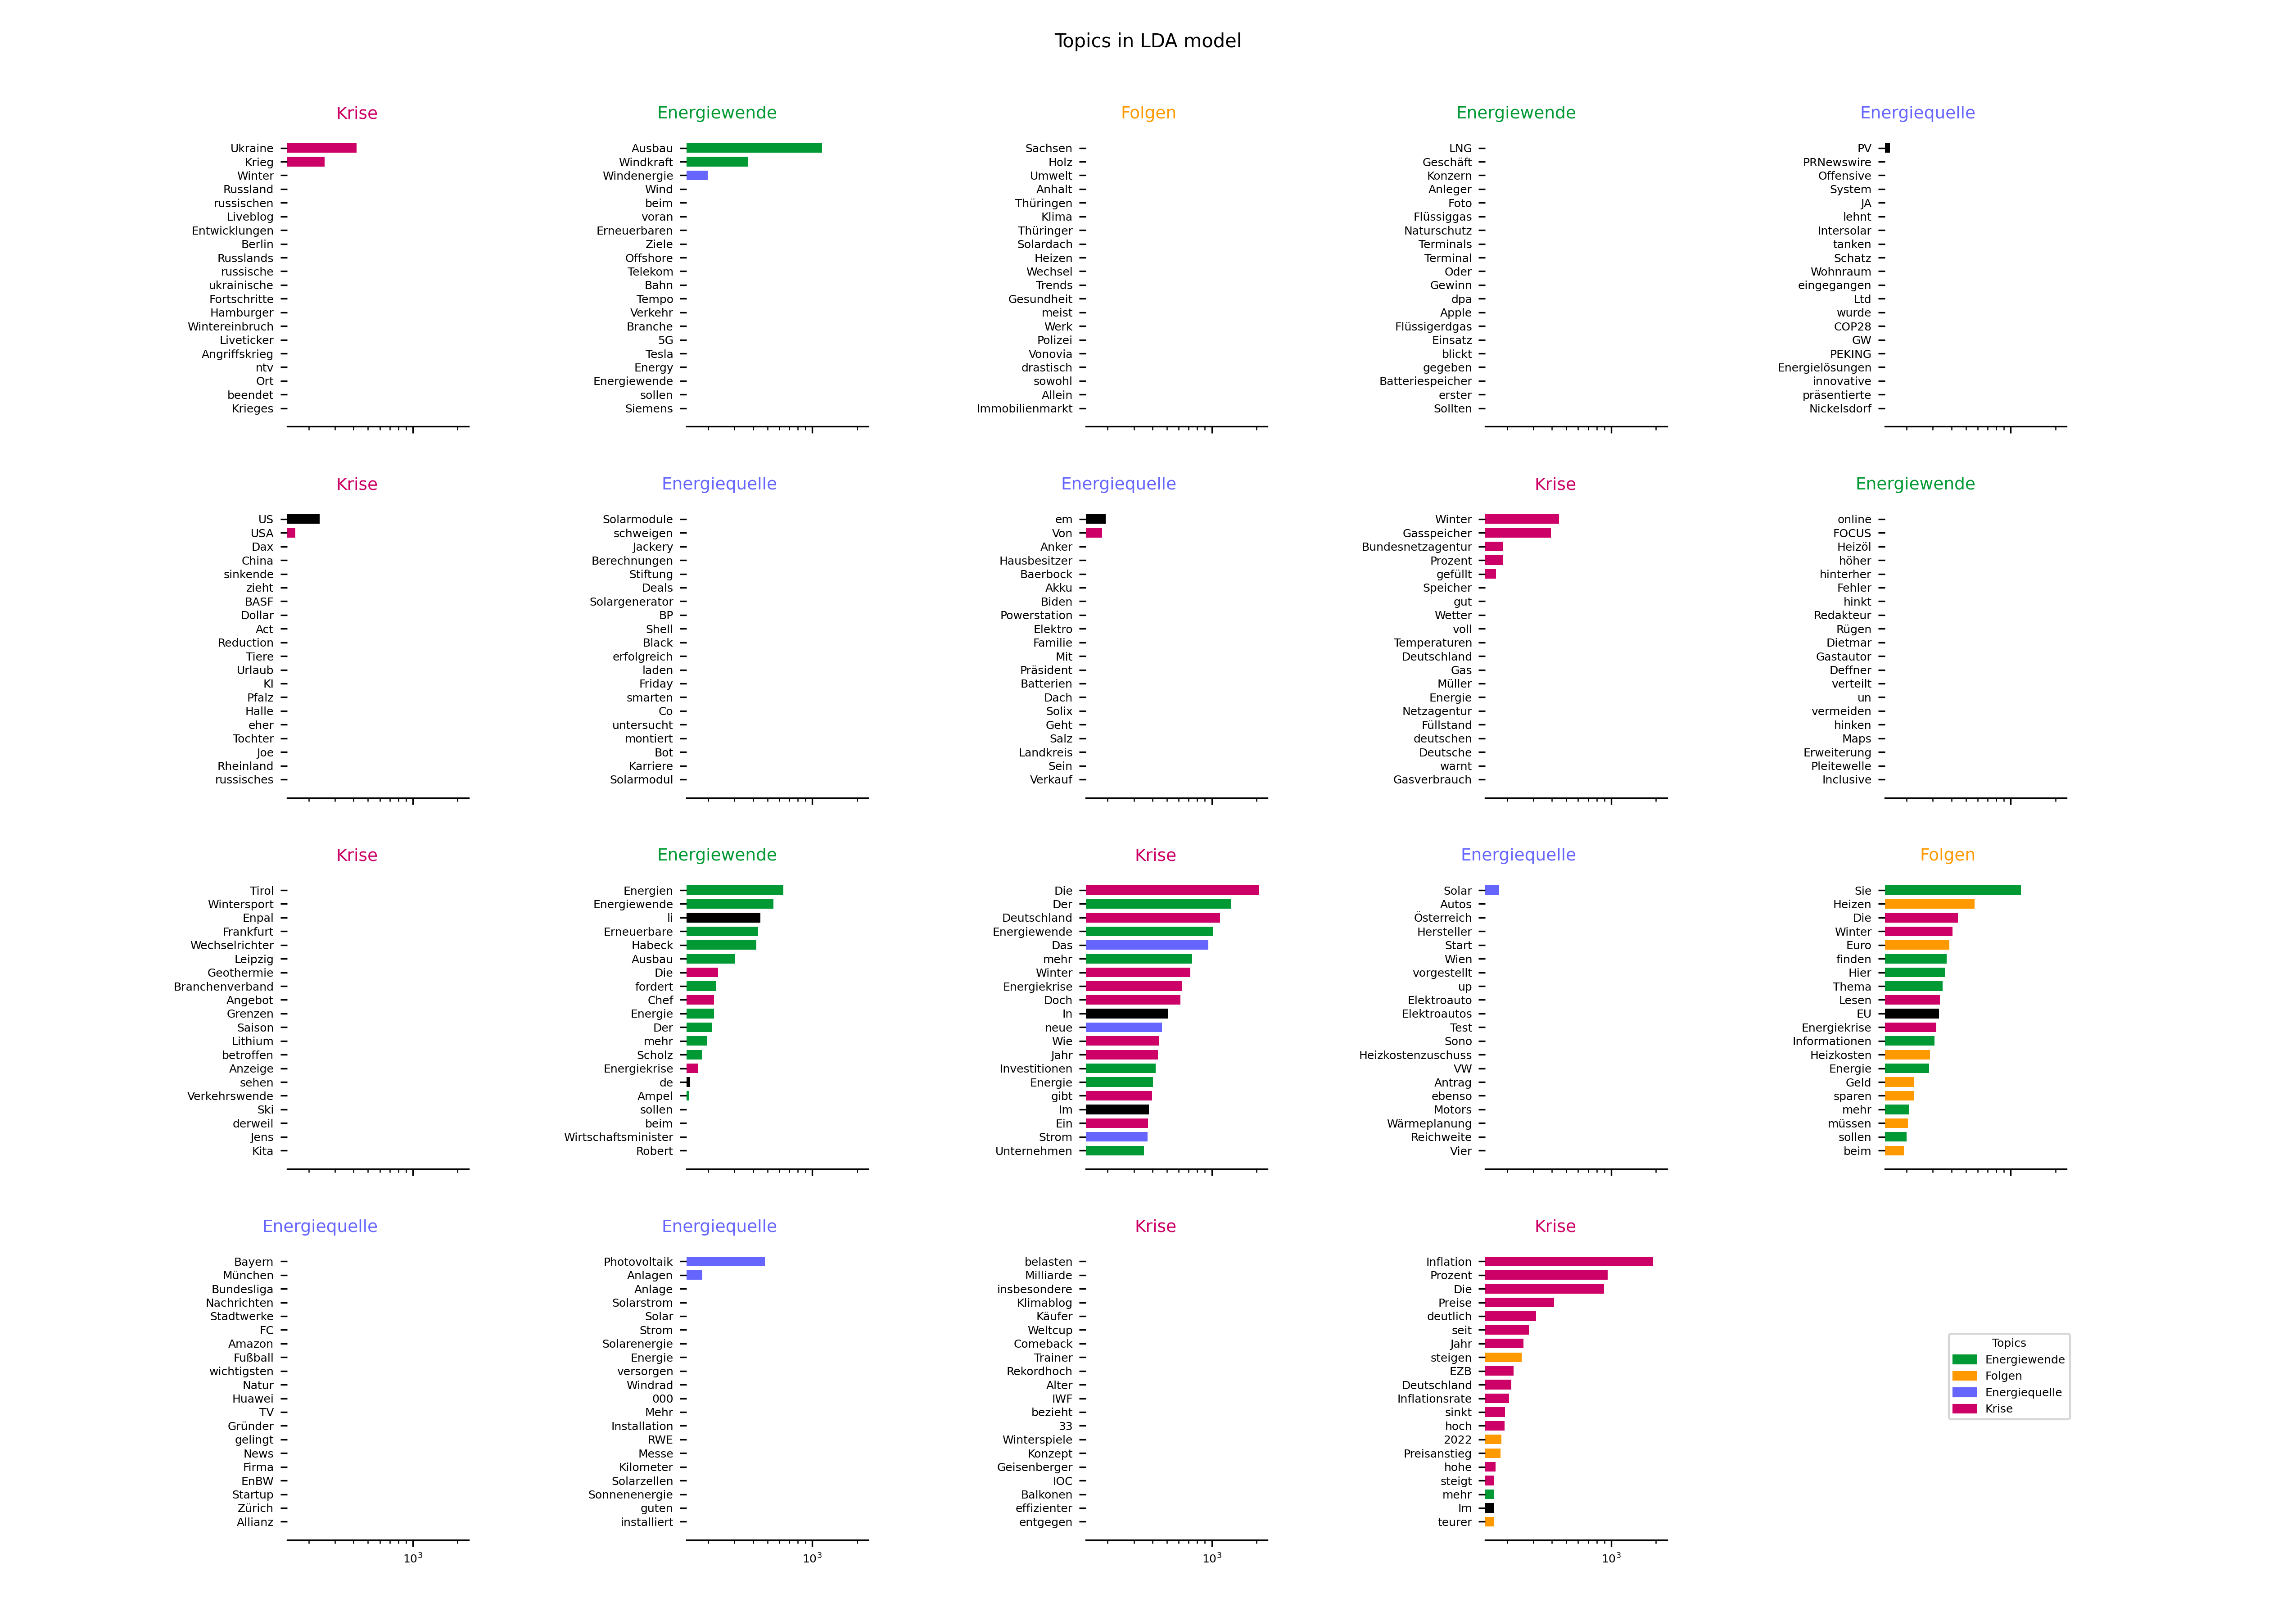 Topics in LDA model
Krise
Ukraine
Krieg
Winter
Russland
russischen
Liveblog
Entwicklungen
Berlin
Russlands
russische
ukrainische
Fortschritte
Hamburger
Wintereinbruch
Liveticker
Angriffskrieg
ntv
Ort
beendet
Krieges
Energiewende
Ausbau
Windkraft
Windenergie
Wind
beim
voran
Erneuerbaren
Ziele
Offshore
Telekom
Bahn
Tempo
Verkehr
Branche
5G
Tesla
Energy
Energiewende
sollen
Siemens
Folgen
Sachsen
Holz
Umwelt
Anhalt
Thüringen
Klima
Thüringer
Solardach
Heizen
Wechsel
Trends
Gesundheit
meist
Werk
Polizei
Vonovia
drastisch
sowohl
Allein
Immobilienmarkt
Energiewende
LNG
Geschäft
Konzern
Anleger
Foto
Flüssiggas
Naturschutz
Terminals
Terminal
Oder
Gewinn
dpa
Apple
Flüssigerdgas
Einsatz
blickt
gegeben
Batteriespeicher
erster
Sollten
Energiequelle
PV
PRNewswire
Offensive
System
JA
lehnt
Intersolar
tanken
Schatz
Wohnraum
eingegangen
Ltd
wurde
COP28
GW
PEKING
Energielösungen
innovative
präsentierte
Nickelsdorf
Krise
US
USA
Dax
China
sinkende
zieht
BASF
Dollar
Act
Reduction
Tiere
Urlaub
KI
Pfalz
Halle
eher
Tochter
Joe
Rheinland
russisches
Energiequelle
Solarmodule
schweigen
Jackery
Berechnungen
Stiftung
Deals
Solargenerator
BP
Shell
Black
erfolgreich
laden
Friday
smarten
Co
untersucht
montiert
Bot
Karriere
Solarmodul
Energiequelle
em
Von
Anker
Hausbesitzer
Baerbock
Akku
Biden
Powerstation
Elektro
Familie
Mit
Präsident
Batterien
Dach
Solix
Geht
Salz
Landkreis
Sein
Verkauf
Krise
Winter
Gasspeicher
Bundesnetzagentur
Prozent
gefüllt
Speicher
gut
Wetter
voll
Temperaturen
Deutschland
Gas
Müller
Energie
Netzagentur
Füllstand
deutschen
Deutsche
warnt
Gasverbrauch
Energiewende
online
FOCUS
Heizöl
höher
hinterher
Fehler
hinkt
Redakteur
Rügen
Dietmar
Gastautor
Deffner
verteilt
un
vermeiden
hinken
Maps
Erweiterung
Pleitewelle
Inclusive
Krise
Tirol
Wintersport
Enpal
Frankfurt
Wechselrichter
Leipzig
Geothermie
Branchenverband
Angebot
Grenzen
Saison
Lithium
betroffen
Anzeige
sehen
Verkehrswende
Ski
derweil
Jens
Kita
Energiewende
Energien
Energiewende
li
Erneuerbare
Habeck
Ausbau
Die
fordert
Chef
Energie
Der
mehr
Scholz
Energiekrise
de
Ampel
sollen
beim
Wirtschaftsminister
Robert
Krise
Die
Der
Deutschland
Energiewende
Das
mehr
Winter
Energiekrise
Doch
In
neue
Wie
Jahr
Investitionen
Energie
gibt
Im
Ein
Strom
Unternehmen
Energiequelle
Solar
Autos
Österreich
Hersteller
Start
Wien
vorgestellt
up
Elektroauto
Elektroautos
Test
Sono
Heizkostenzuschuss
VW
Antrag
ebenso
Motors
Wärmeplanung
Reichweite
Vier
Folgen
Sie
Heizen
Die
Winter
Euro
finden
Hier
Thema
Lesen
EU
Energiekrise
Informationen
Heizkosten
Energie
Geld
sparen
mehr
müssen
sollen
beim
Energiequelle
Bayern
München
Bundesliga
Nachrichten
Stadtwerke
FC
Amazon
Fußball
wichtigsten
Natur
Huawei
TV
Gründer
gelingt
News
Firma
EnBW
Startup
Zürich
Allianz
10³
Energiequelle
Photovoltaik
Anlagen
Anlage
Solarstrom
Solar
Strom
Solarenergie
Energie
versorgen
Windrad
000
Mehr
Installation
RWE
Messe
Kilometer
Solarzellen
Sonnenenergie
guten
installiert
10³
Krise
belasten
Milliarde
insbesondere
Klimablog
Käufer
Weltcup
Comeback
Trainer
Rekordhoch
Alter
IWF
bezieht
33
Winterspiele
Konzept
Geisenberger
IOC
Balkonen
effizienter
entgegen
10³
Krise
Inflation
Prozent
Die
Preise
deutlich
seit
Jahr
steigen
EZB
Deutschland
Inflationsrate
sinkt
hoch
2022
Preisanstieg
hohe
steigt
mehr
Im
teurer
10³
Topics
Energiewende
Folgen
Energiequelle
Krise